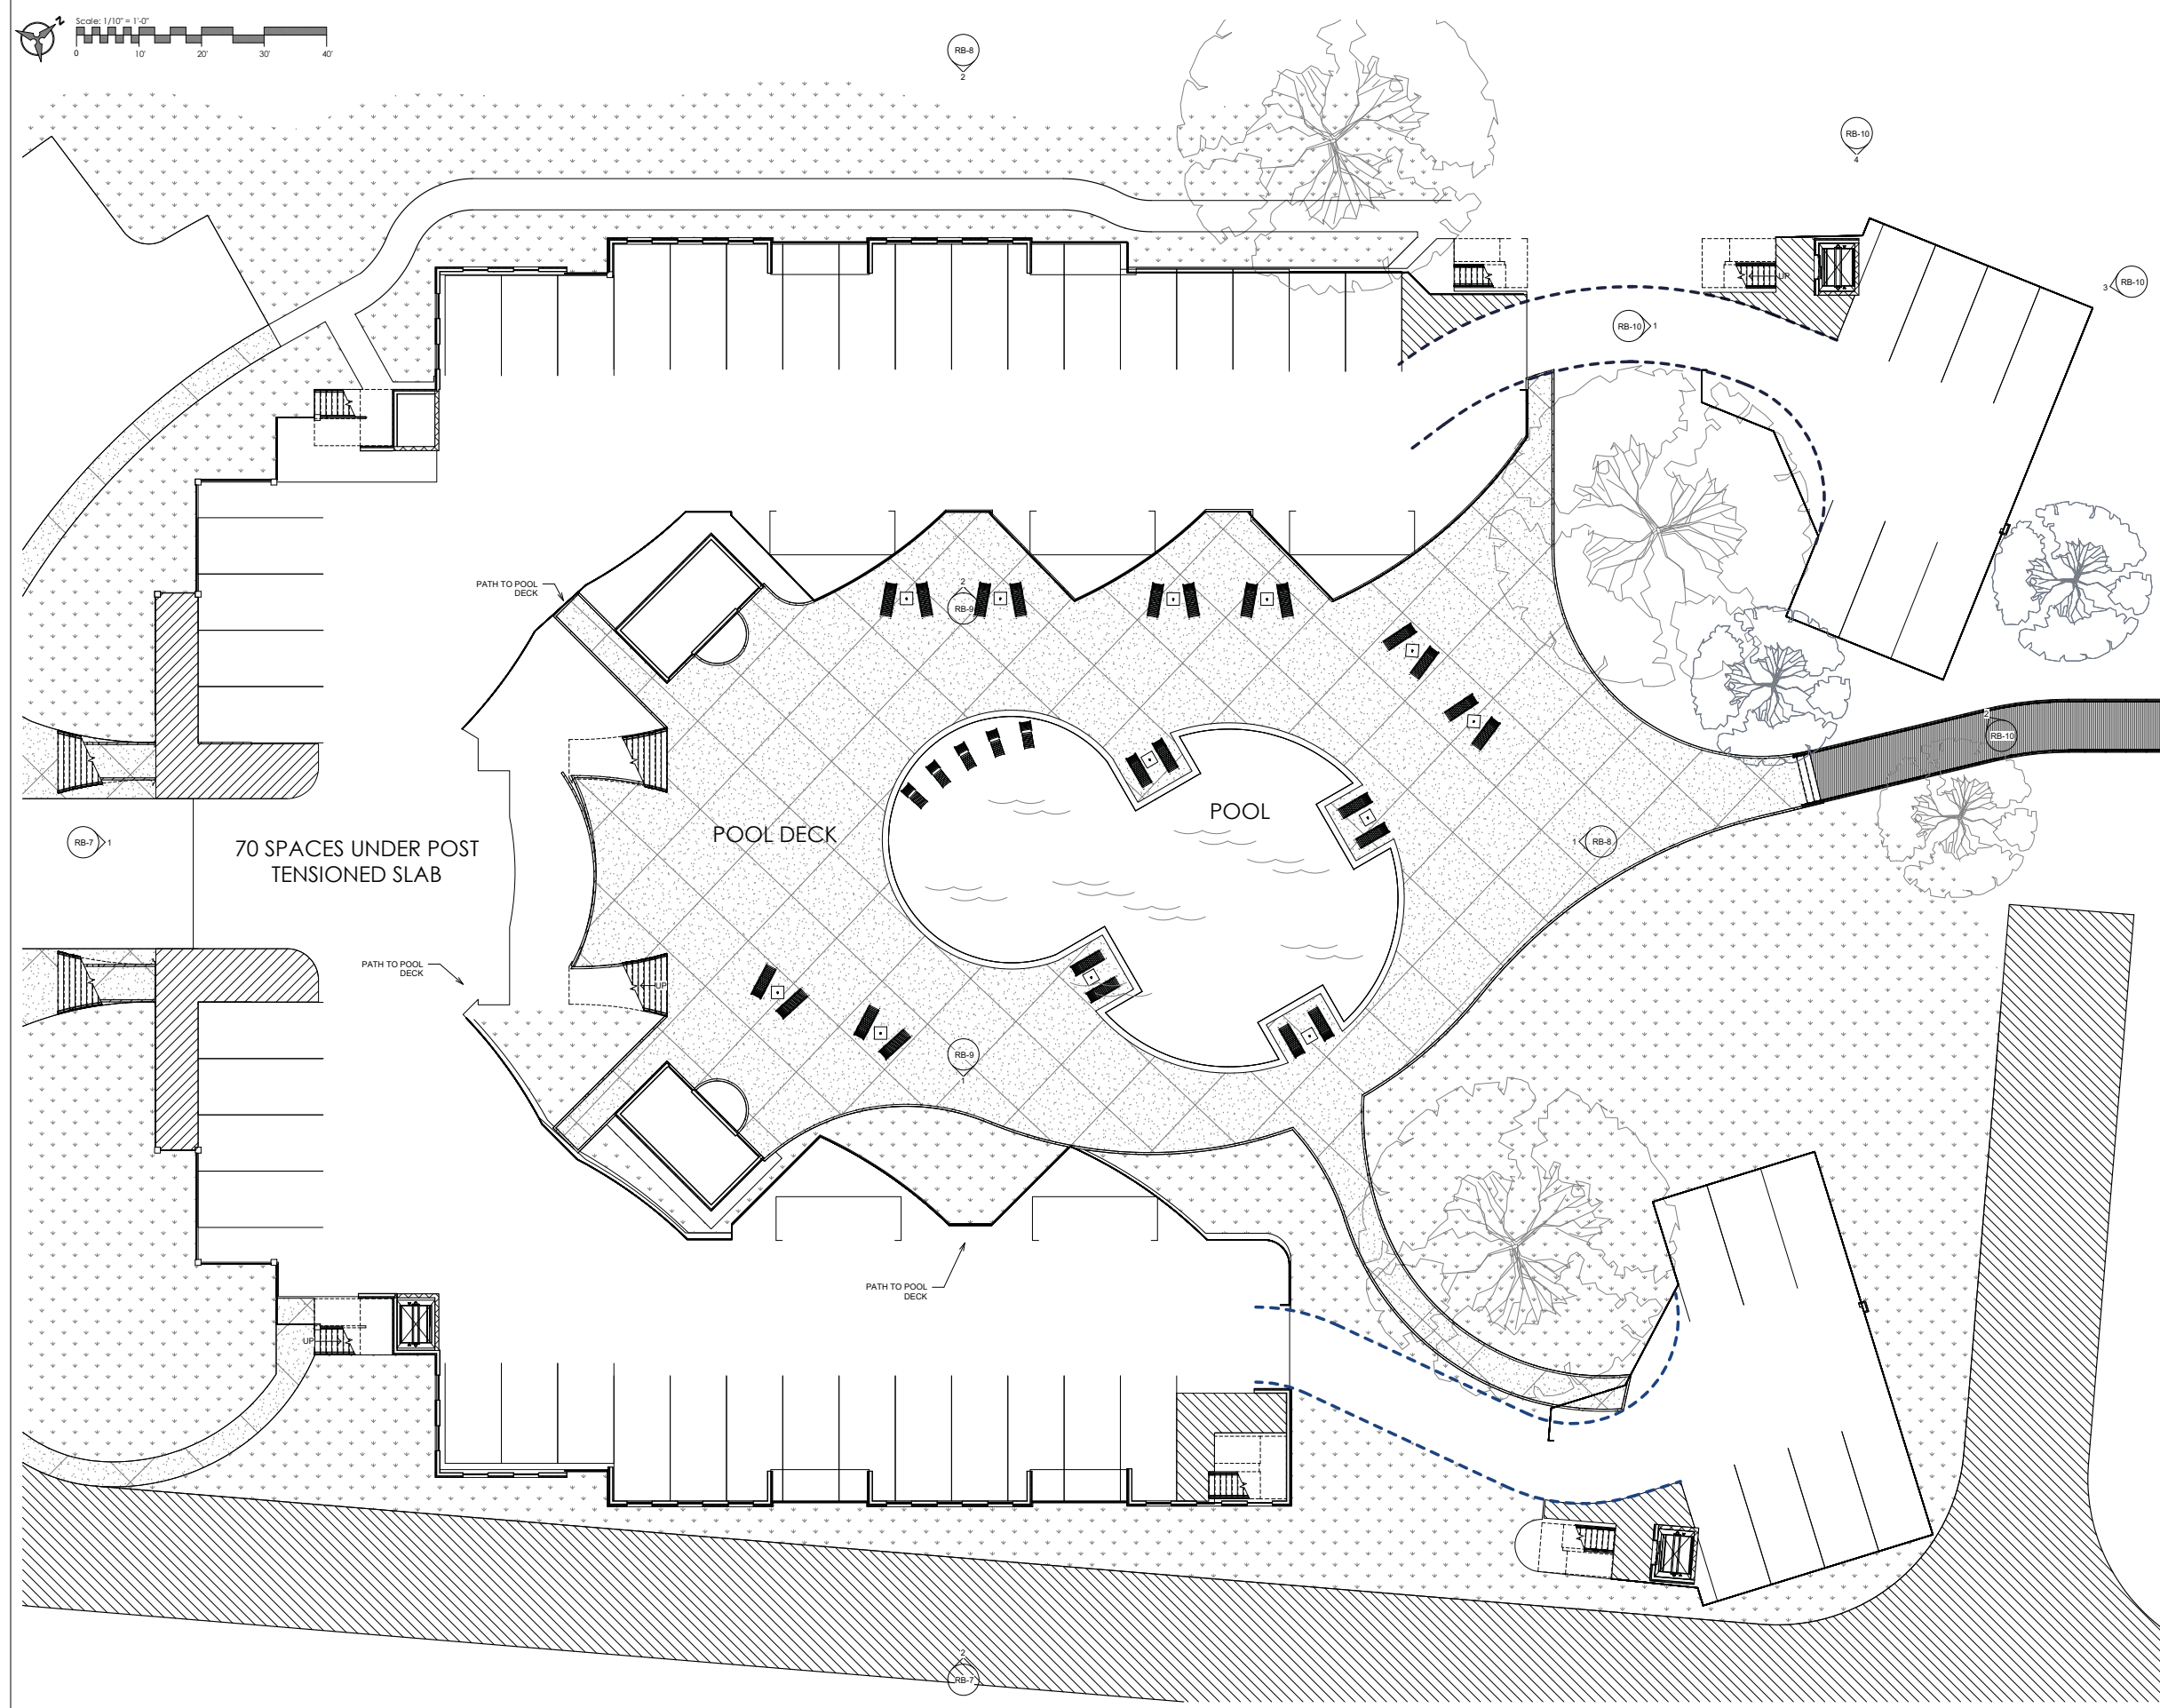 Z
Scale: 1/10" = 1'-0"
0 10' 20' 30' 40'
RB-8
2
RB-10
4
3 RB-10
UP
RB-10 1
PATH TO POOL
DECK
2
RB-9
2
RB-10
POOL
POOL DECK
RB-7 1
70 SPACES UNDER POST
TENSIONED SLAB
1 RB-8
PATH TO POOL
DECK
UP
RB-9
1
PATH TO POOL
DECK
UP
2
RB-7